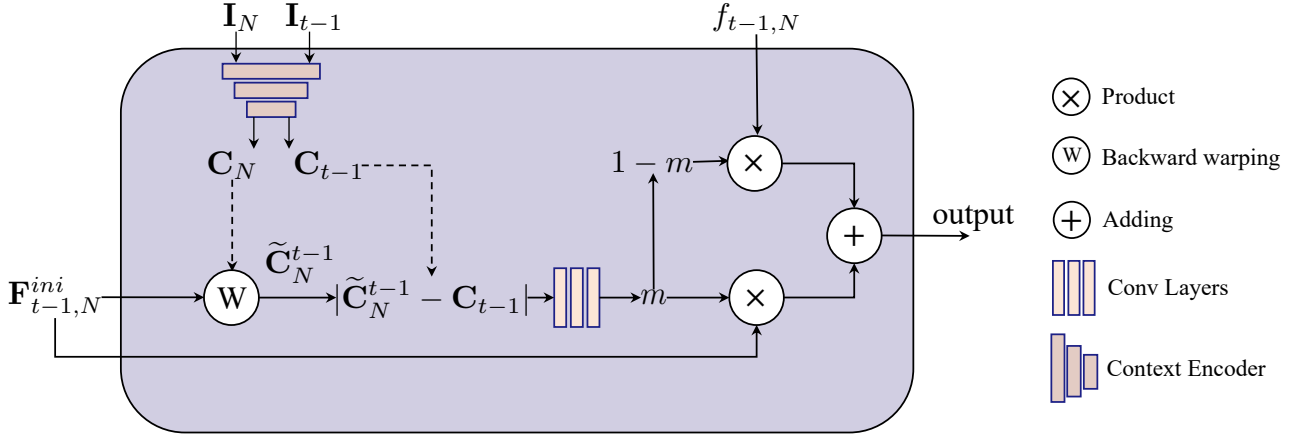 I_N I_{t−1} f_{t−1,N}
× Product
C_N C_{t−1} 1 − m × W Backward warping
output + Adding
C̃_N^{t−1}
F_{t−1,N}^{ini} W |C̃_N^{t−1} − C_{t−1}| m × Conv Layers
Context Encoder